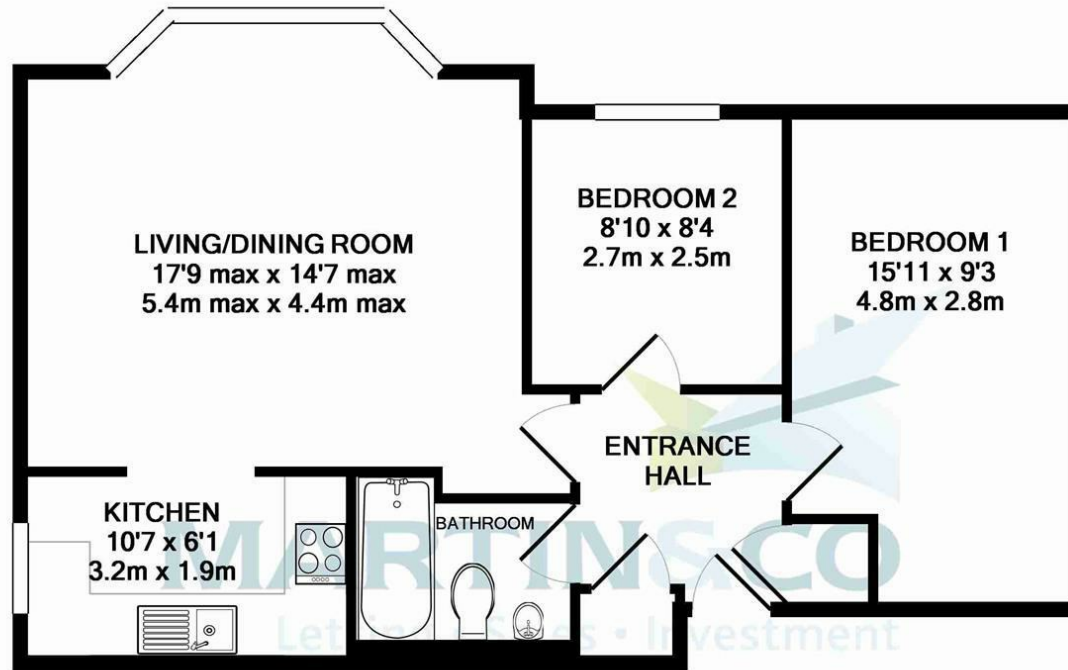 LIVING/DINING ROOM
17'9 max x 14'7 max
5.4m max x 4.4m max
BEDROOM 2
8'10 x 8'4
2.7m x 2.5m
BEDROOM 1
15'11 x 9'3
4.8m x 2.8m
ENTRANCE
HALL
KITCHEN
10'7 x 6'1
3.2m x 1.9m
BATHROOM
MARTIN&CO
Letting • Sales • Investment